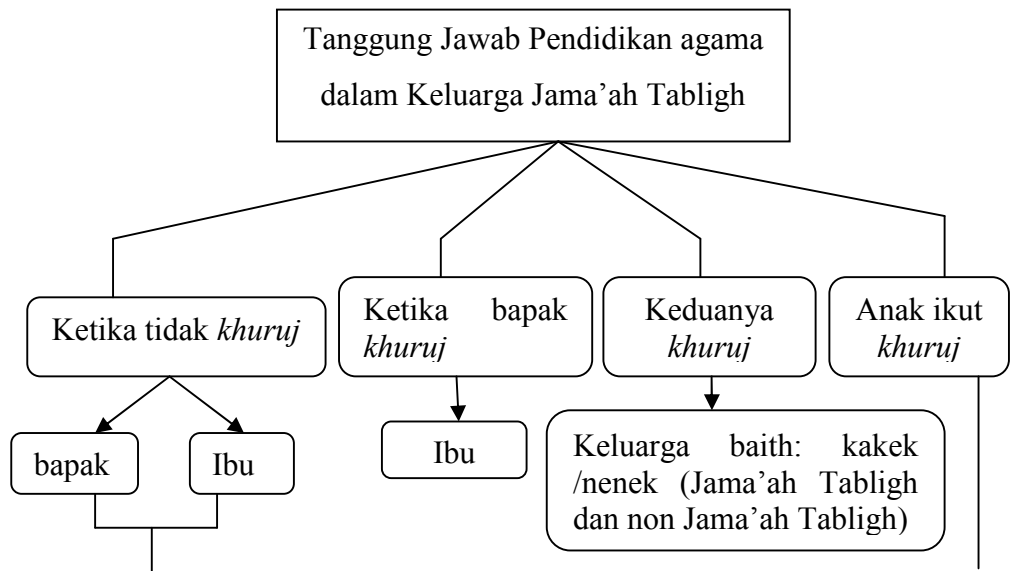 Tanggung Jawab Pendidikan agama
dalam Keluarga Jama’ah Tabligh
Ketika tidak khuruj
Ketika bapak
khuruj
Keduanya
khuruj
Anak ikut
khuruj
bapak
Ibu
Ibu
Keluarga baith: kakek
/nenek (Jama’ah Tabligh
dan non Jama’ah Tabligh)